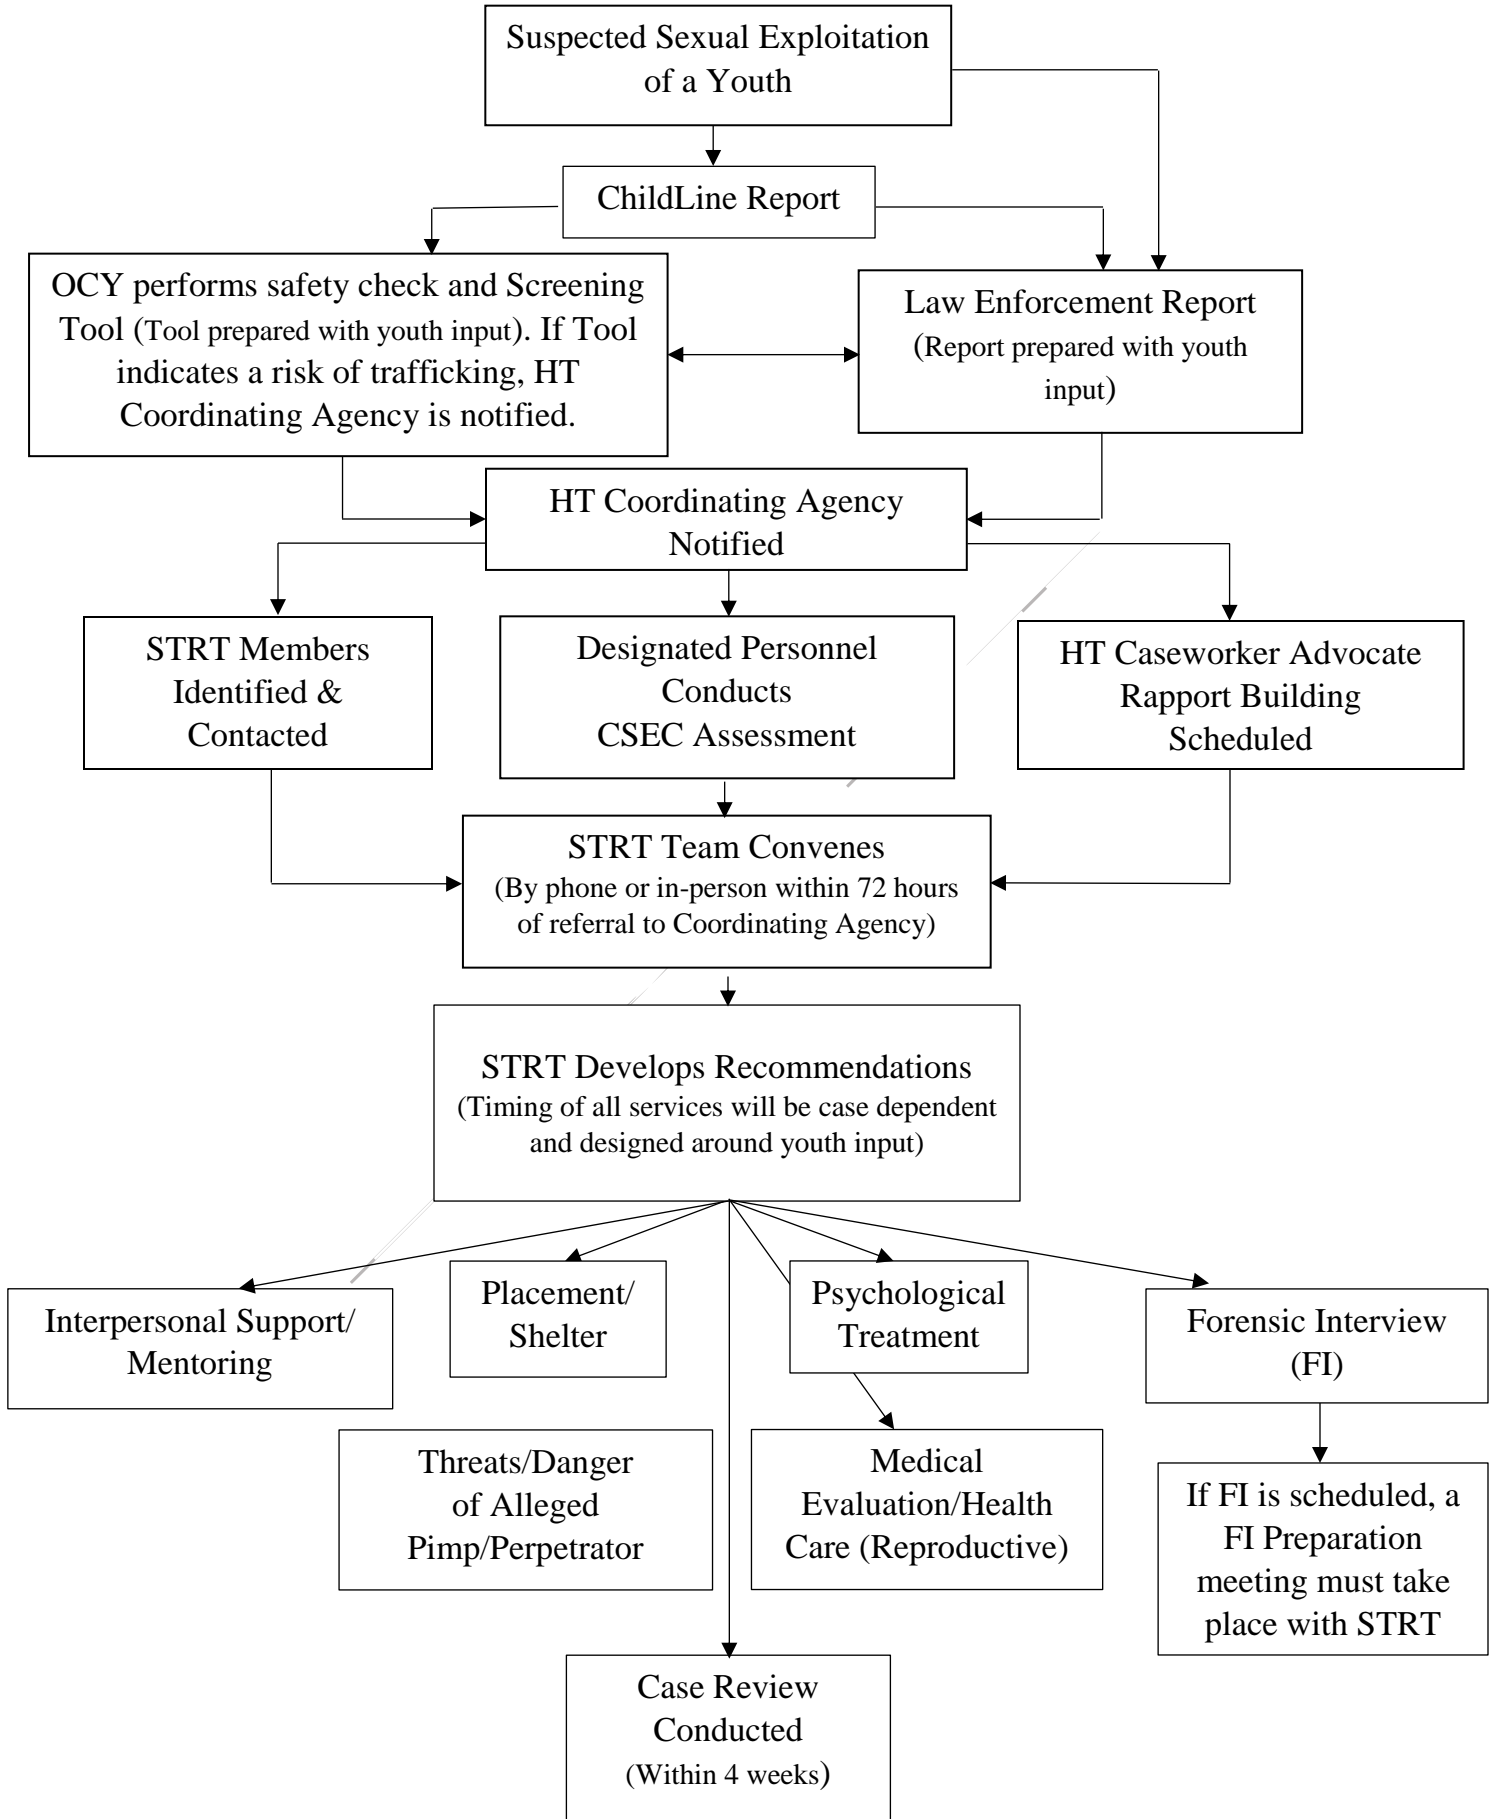 Suspected Sexual Exploitation
of a Youth
ChildLine Report
OCY performs safety check and Screening
Tool (Tool prepared with youth input). If Tool
indicates a risk of trafficking, HT
Coordinating Agency is notified.
Law Enforcement Report
(Report prepared with youth
input)
HT Coordinating Agency
Notified
STRT Members
Identified &
Contacted
Designated Personnel
Conducts
CSEC Assessment
HT Caseworker Advocate
Rapport Building
Scheduled
STRT Team Convenes
(By phone or in-person within 72 hours
of referral to Coordinating Agency)
STRT Develops Recommendations
(Timing of all services will be case dependent
and designed around youth input)
Interpersonal Support/
Mentoring
Placement/
Shelter
Psychological
Treatment
Forensic Interview
(FI)
Threats/Danger
of Alleged
Pimp/Perpetrator
Medical
Evaluation/Health
Care (Reproductive)
If FI is scheduled, a
FI Preparation
meeting must take
place with STRT
Case Review
Conducted
(Within 4 weeks)